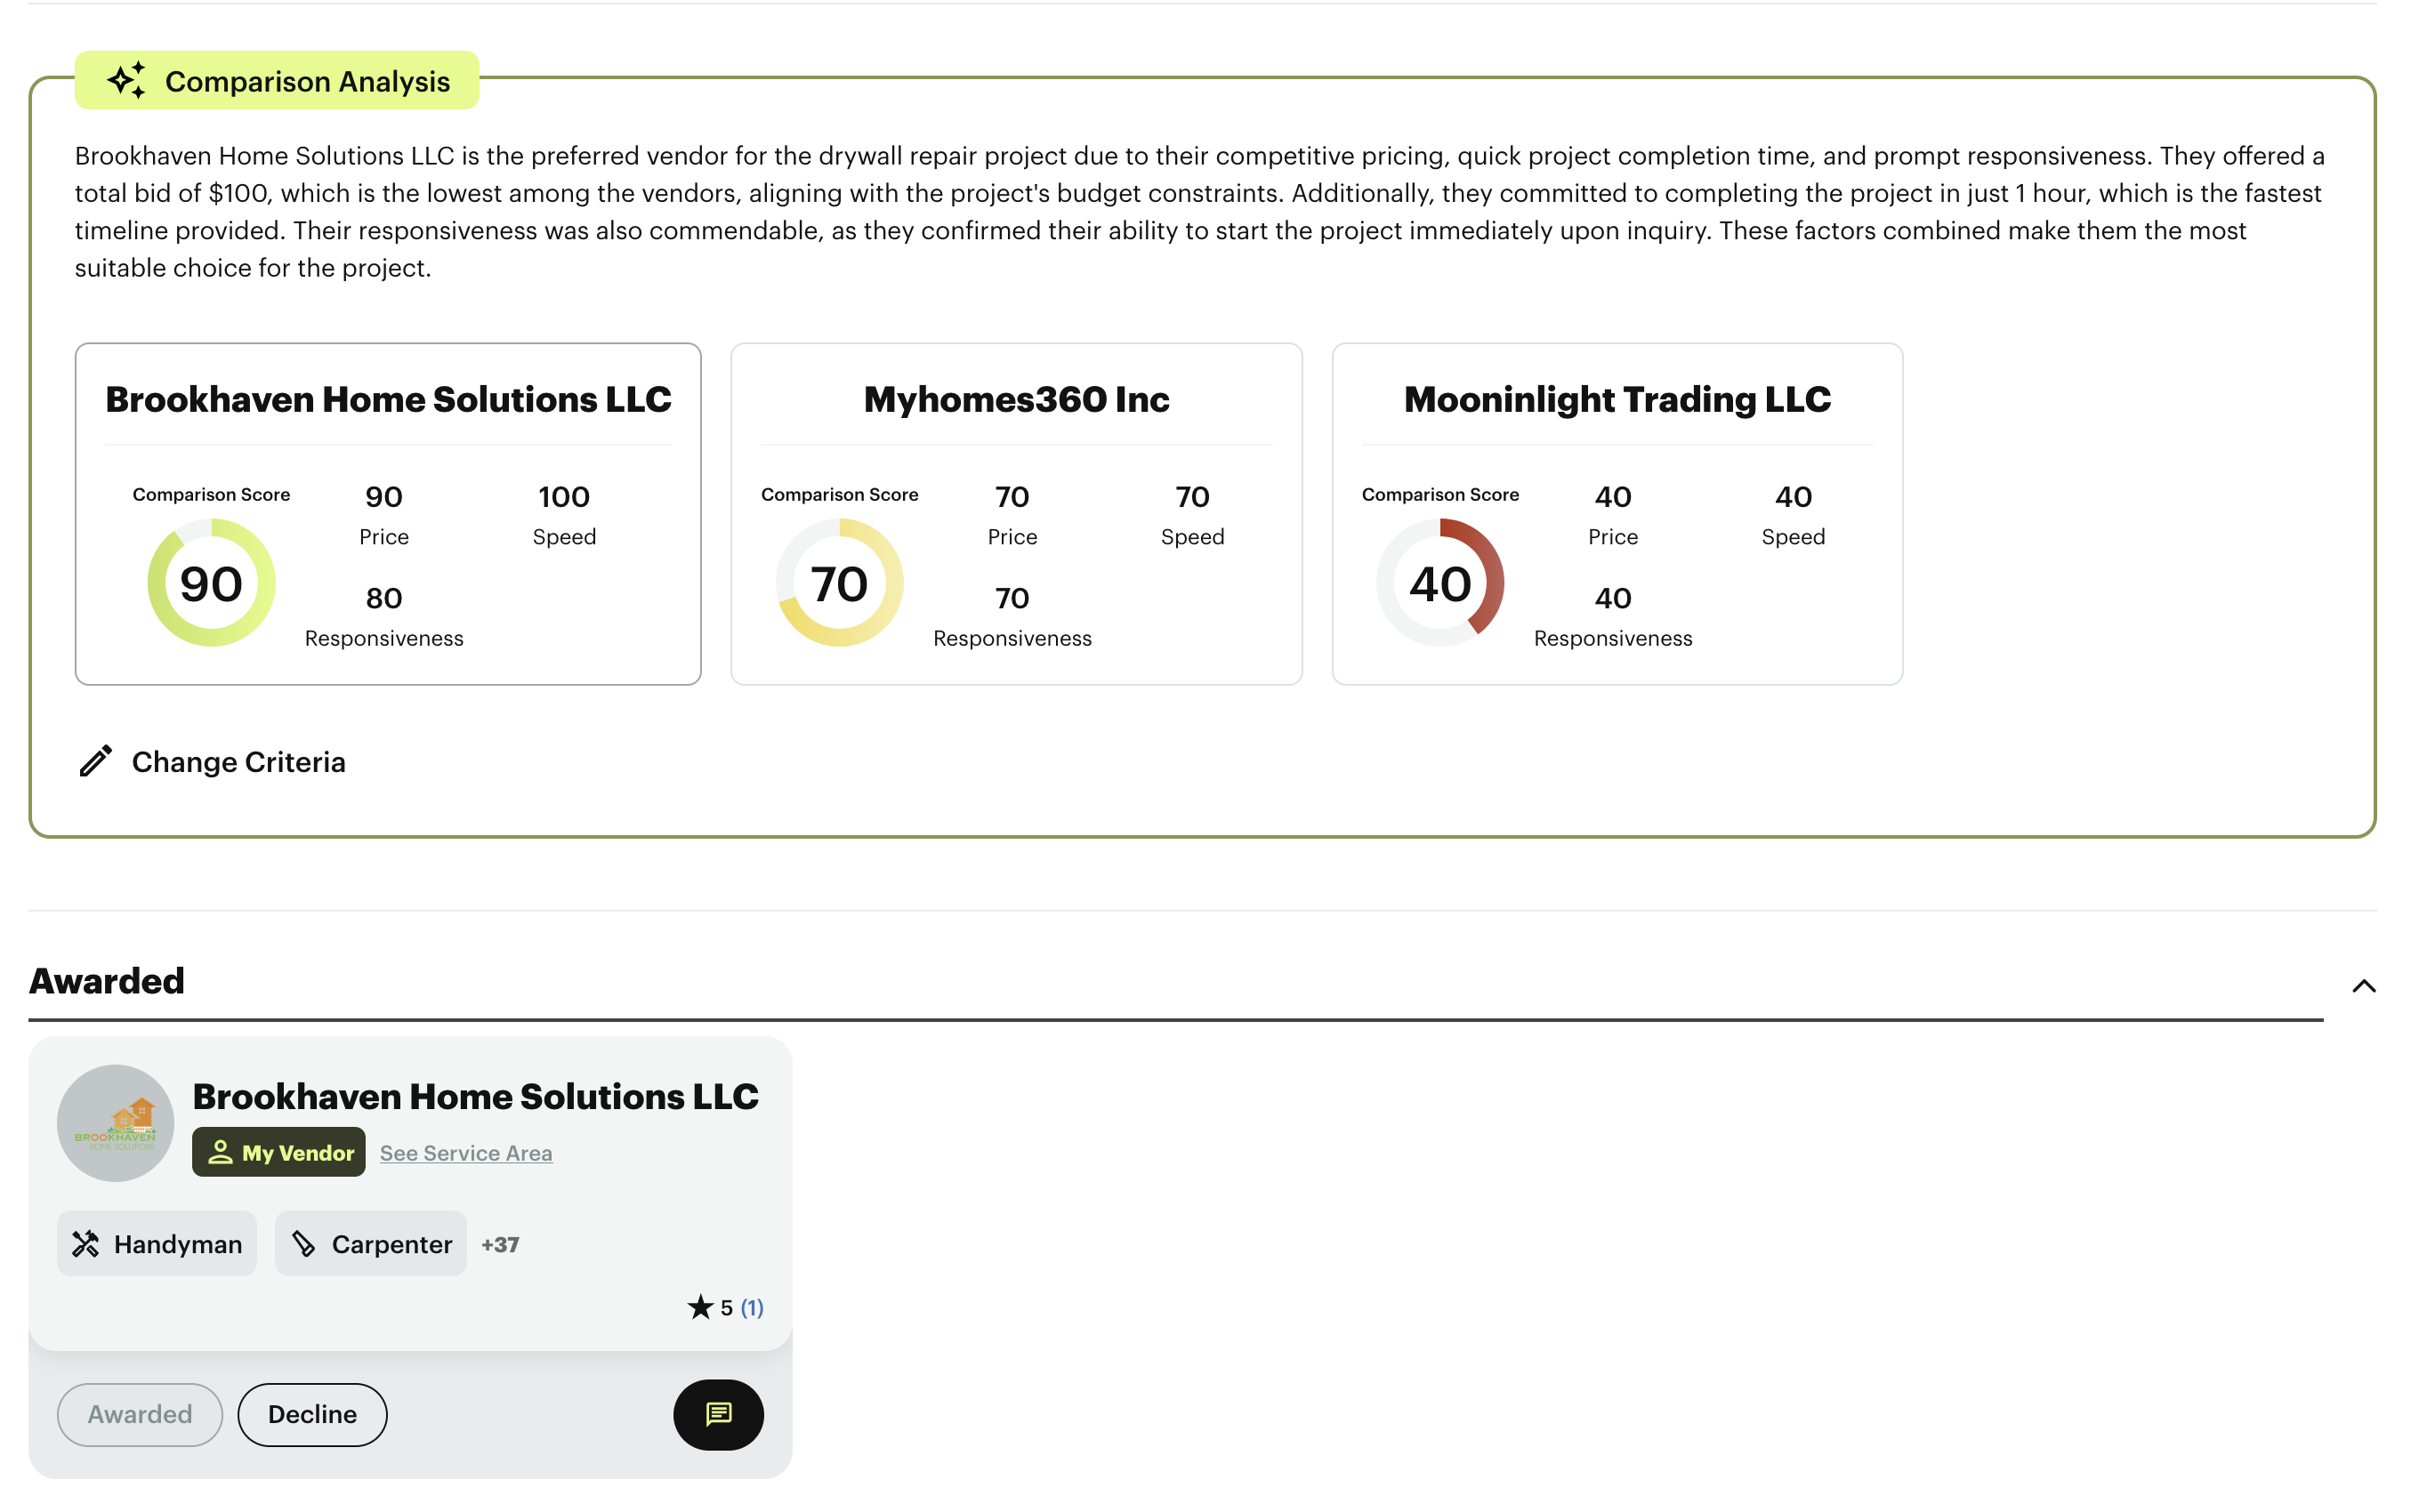 Comparison Analysis
Brookhaven Home Solutions LLC is the preferred vendor for the drywall repair project due to their competitive pricing, quick project completion time, and prompt responsiveness. They offered a
total bid of $100, which is the lowest among the vendors, aligning with the project's budget constraints. Additionally, they committed to completing the project in just 1 hour, which is the fastest
timeline provided. Their responsiveness was also commendable, as they confirmed their ability to start the project immediately upon inquiry. These factors combined make them the most
suitable choice for the project.
Brookhaven Home Solutions LLC
Comparison Score
90
90
Price
100
Speed
80
Responsiveness
Myhomes360 Inc
Comparison Score
70
70
Price
70
Speed
70
Responsiveness
Mooninlight Trading LLC
Comparison Score
40
40
Price
40
Speed
40
Responsiveness
Change Criteria
Awarded
BROOKHAVEN
HOME SOLUTIONS
Brookhaven Home Solutions LLC
My Vendor
See Service Area
Handyman
Carpenter
+37
5 (1)
Awarded
Decline